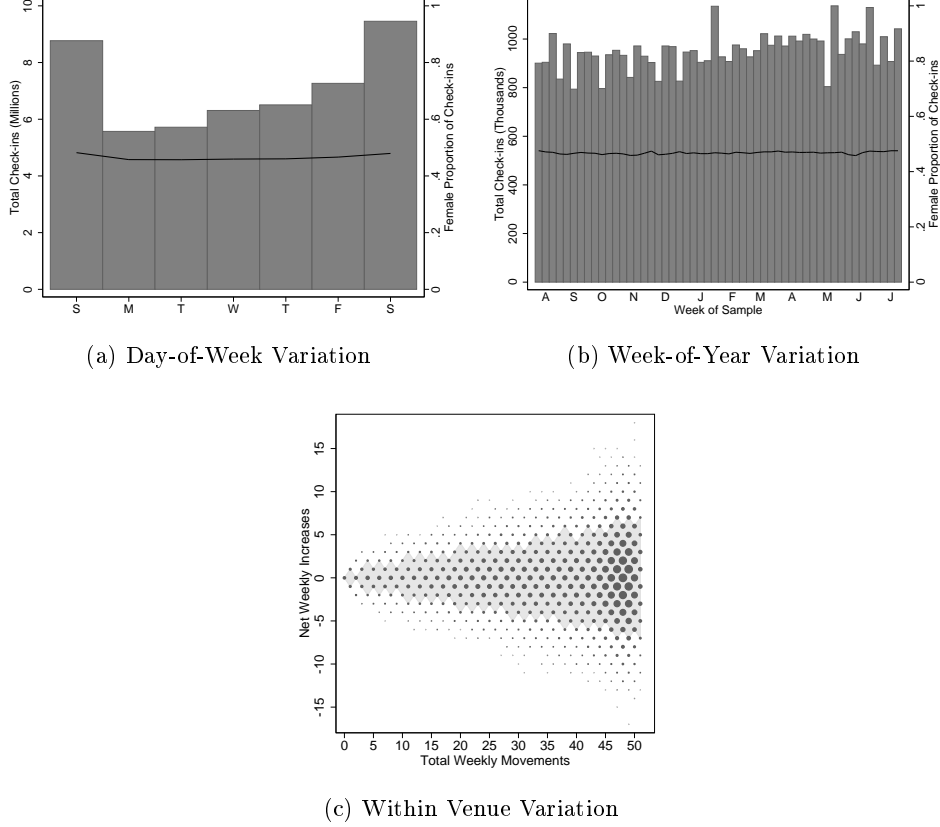 10
8
6
4
2
0
Total Check-ins (Millions)
1
.8
.6
.4
.2
0
Female Proportion of Check-ins
S M T W T F S
(a) Day-of-Week Variation
1000
800
600
400
200
0
Total Check-ins (Thousands)
1
.8
.6
.4
.2
0
Female Proportion of Check-ins
A S O N D J F M A M J J
Week of Sample
(b) Week-of-Year Variation
15
10
5
0
-5
-10
-15
Net Weekly Increases
0 5 10 15 20 25 30 35 40 45 50
Total Weekly Movements
(c) Within Venue Variation